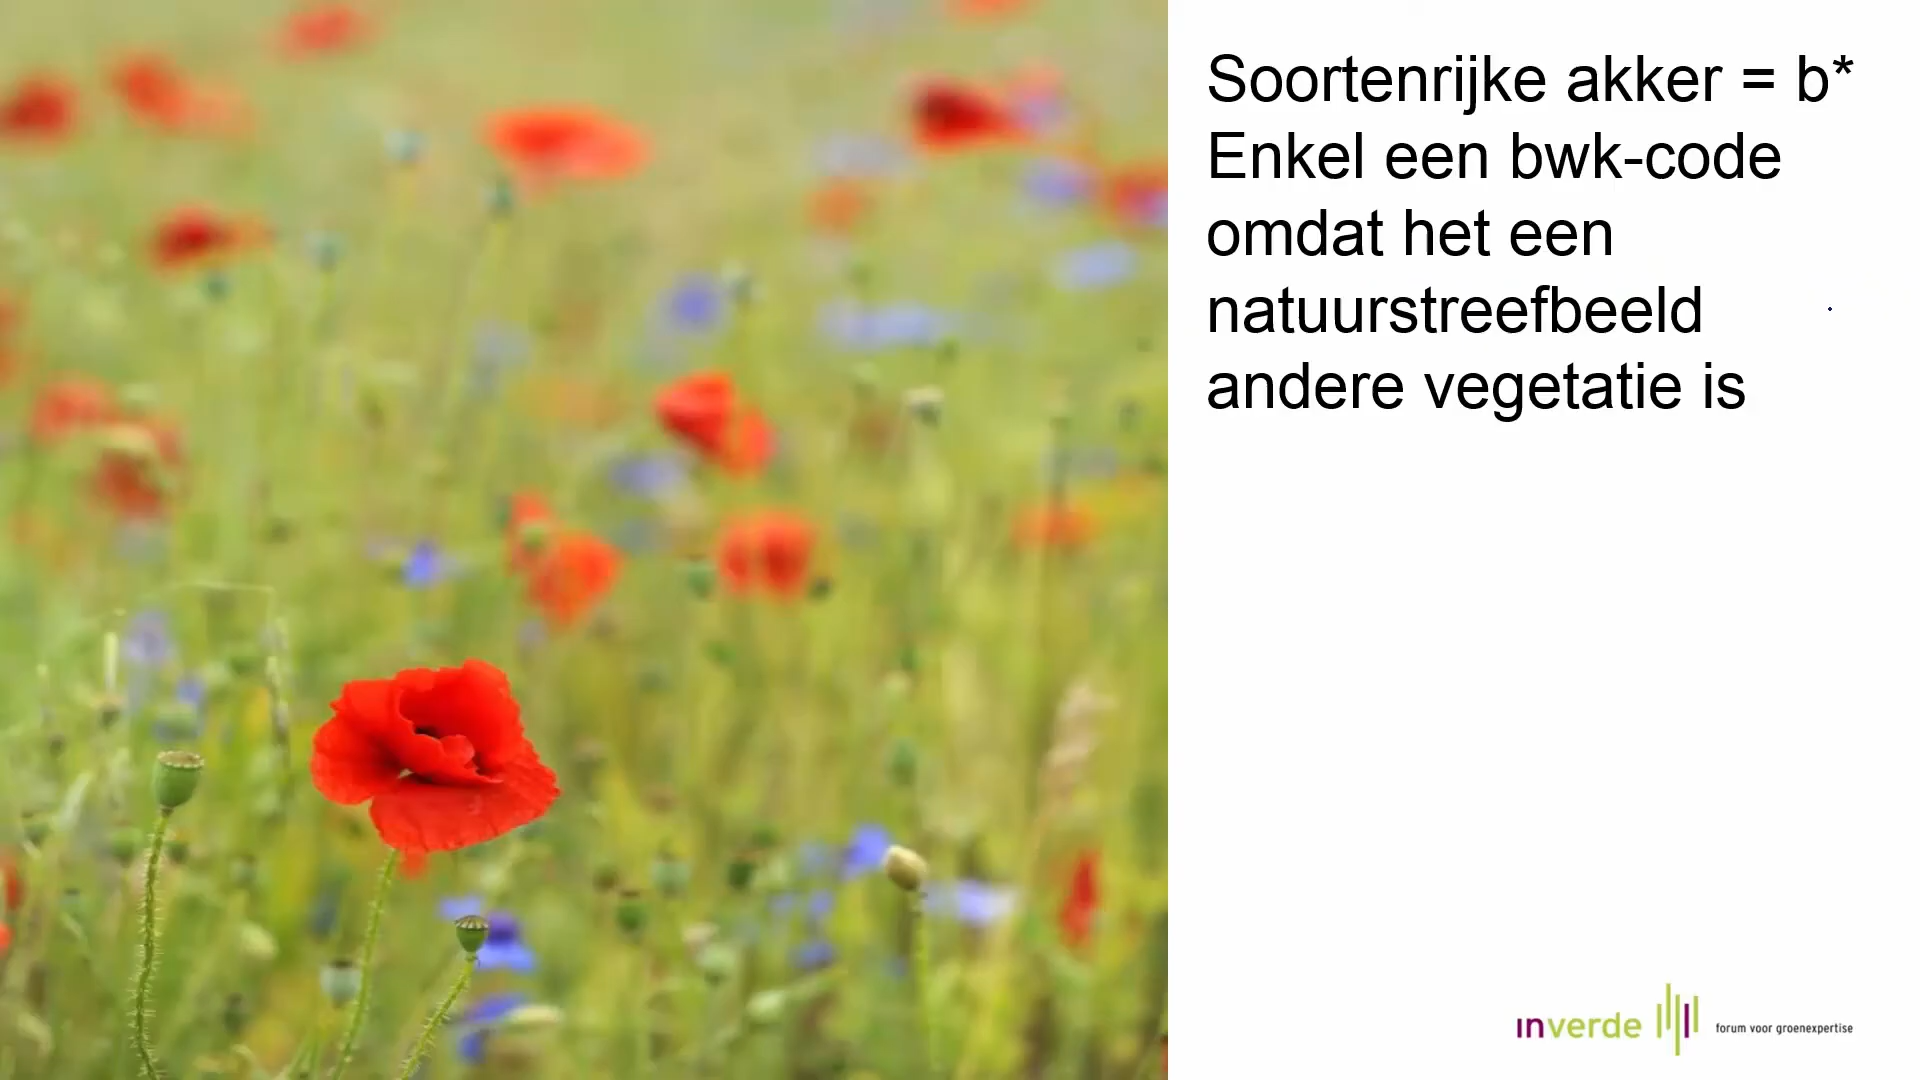 Soortenrijke akker = b*
Enkel een bwk-code
omdat het een
natuurstreefbeeld
andere vegetatie is
inverde
forum voor groenexpertise